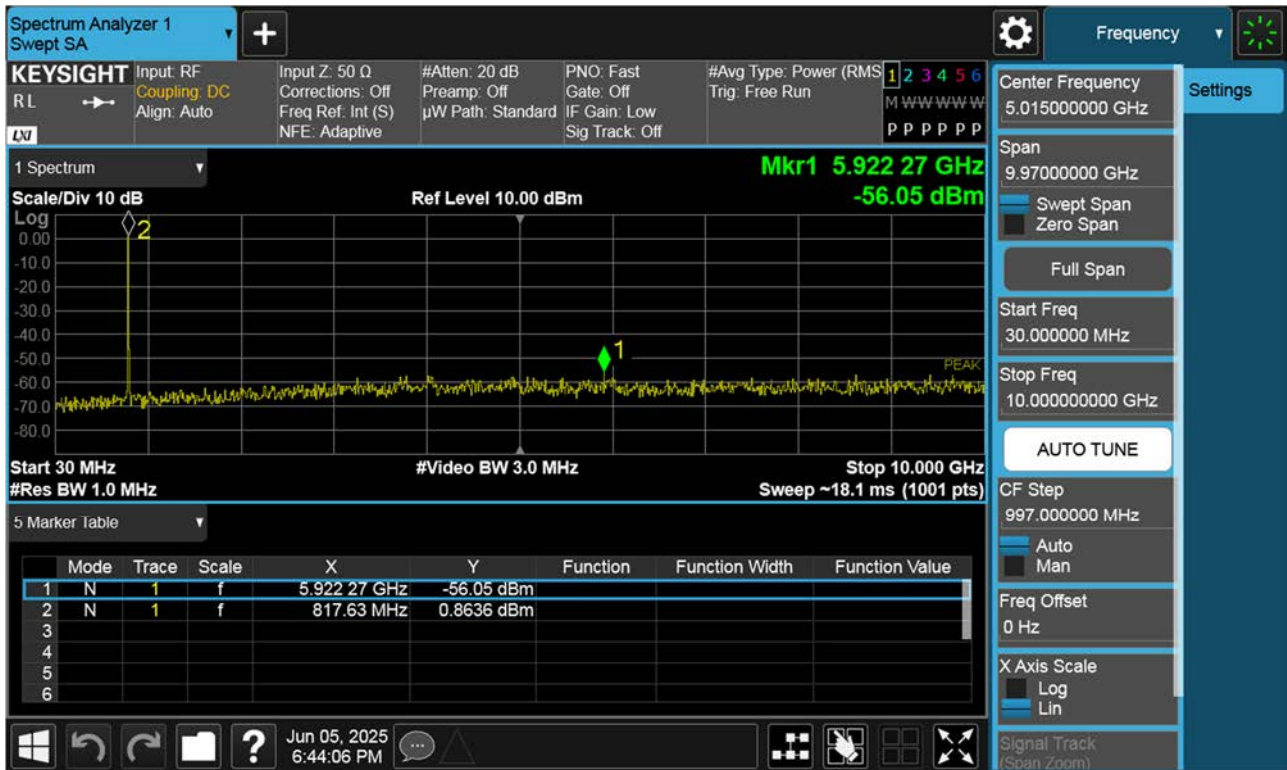 Spectrum Analyzer 1
Swept SA
+
Frequency
KEYSIGHT
RL
LXI
Input: RF
Coupling: DC
Align: Auto
Input Z: 50 Ω
Corrections: Off
Freq Ref: Int (S)
NFE: Adaptive
#Atten: 20 dB
Preamp: Off
µW Path: Standard
PNO: Fast
Gate: Off
IF Gain: Low
Sig Track: Off
#Avg Type: Power (RMS
Trig: Free Run
1 2 3 4 5 6
M W W W W W
P P P P P P
1 Spectrum
Mkr1 5.922 27 GHz
Scale/Div 10 dB
Ref Level 10.00 dBm
-56.05 dBm
Log
0.00
-10.0
-20.0
-30.0
-40.0
-50.0
-60.0
-70.0
-80.0
2
1
PEAK
Start 30 MHz
#Video BW 3.0 MHz
Stop 10.000 GHz
#Res BW 1.0 MHz
Sweep ~18.1 ms (1001 pts)
5 Marker Table
Mode Trace Scale X Y Function Function Width Function Value
1 N 1 f 5.922 27 GHz -56.05 dBm
2 N 1 f 817.63 MHz 0.8636 dBm
3
4
5
6
?
Jun 05, 2025
6:44:06 PM
Center Frequency
5.015000000 GHz
Settings
Span
9.97000000 GHz
Swept Span
Zero Span
Full Span
Start Freq
30.000000 MHz
Stop Freq
10.000000000 GHz
AUTO TUNE
CF Step
997.000000 MHz
Auto
Man
Freq Offset
0 Hz
X Axis Scale
Log
Lin
Signal Track
(Span Zoom)